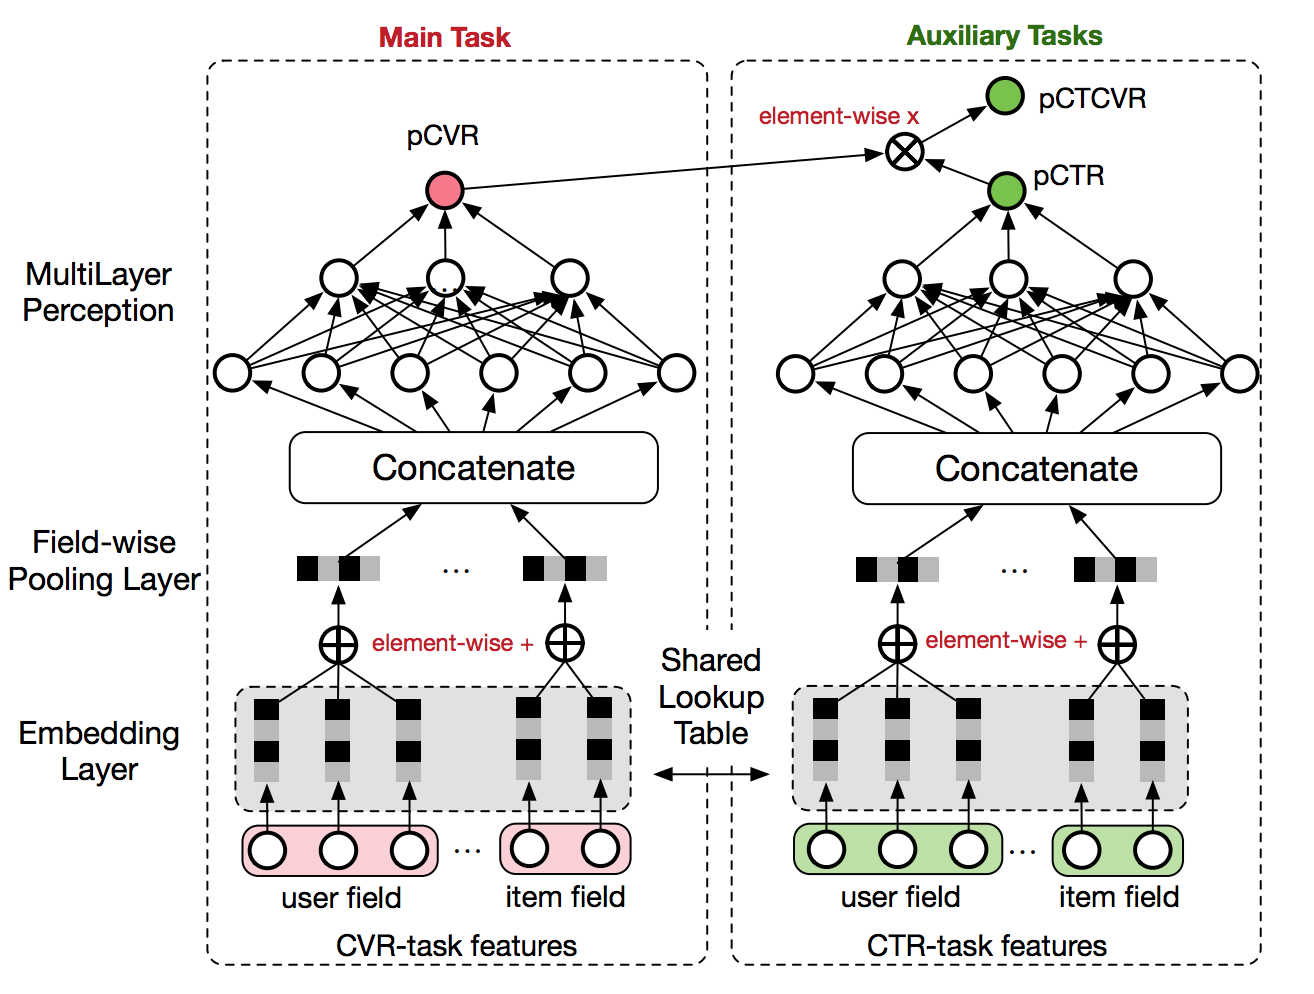 Main Task
Auxiliary Tasks
pCTCVR
element-wise x
pCVR
pCTR
MultiLayer
Perception
...
Concatenate
Concatenate
Field-wise
Pooling Layer
...
...
element-wise +
element-wise +
Shared
Lookup
Table
Embedding
Layer
...
...
user field
item field
user field
item field
CVR-task features
CTR-task features